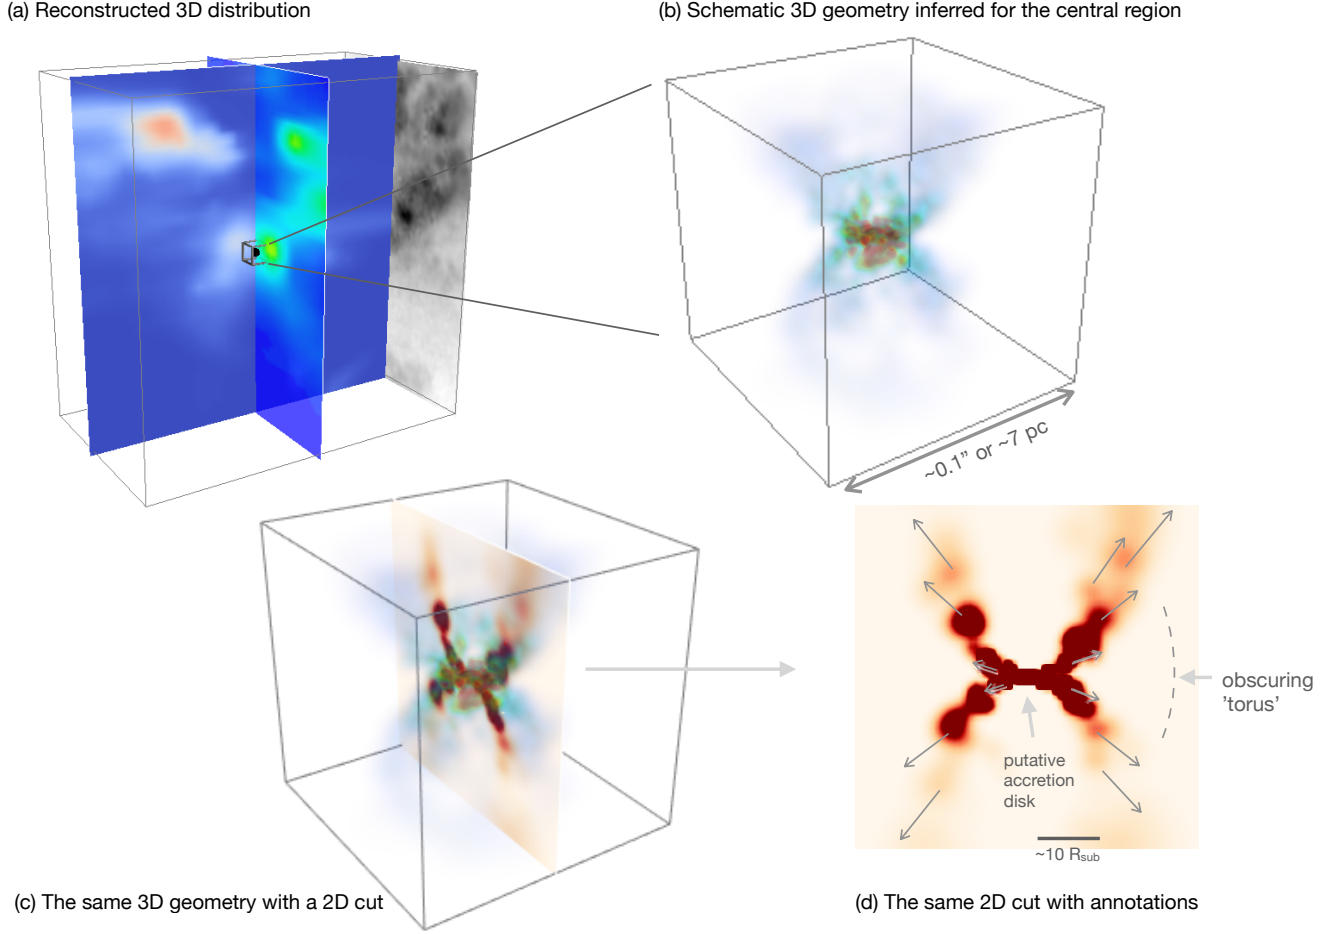 (a) Reconstructed 3D distribution
(b) Schematic 3D geometry inferred for the central region
~0.1” or ~7 pc
obscuring
’torus’
putative
accretion
disk
~10 Rsub
(c) The same 3D geometry with a 2D cut
(d) The same 2D cut with annotations